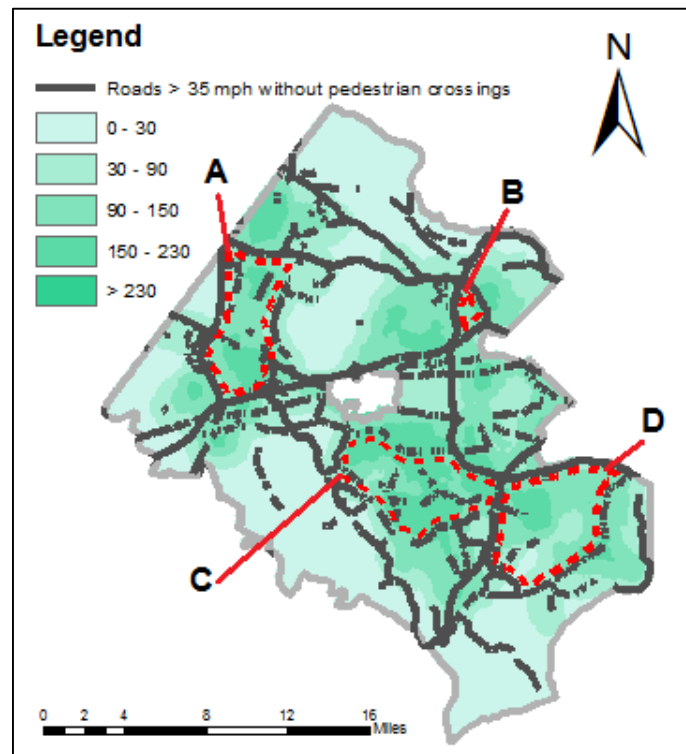 Legend
N
Roads > 35 mph without pedestrian crossings
0 - 30
30 - 90
90 - 150
150 - 230
> 230
A
B
D
C
0 2 4 8 12 16
Miles